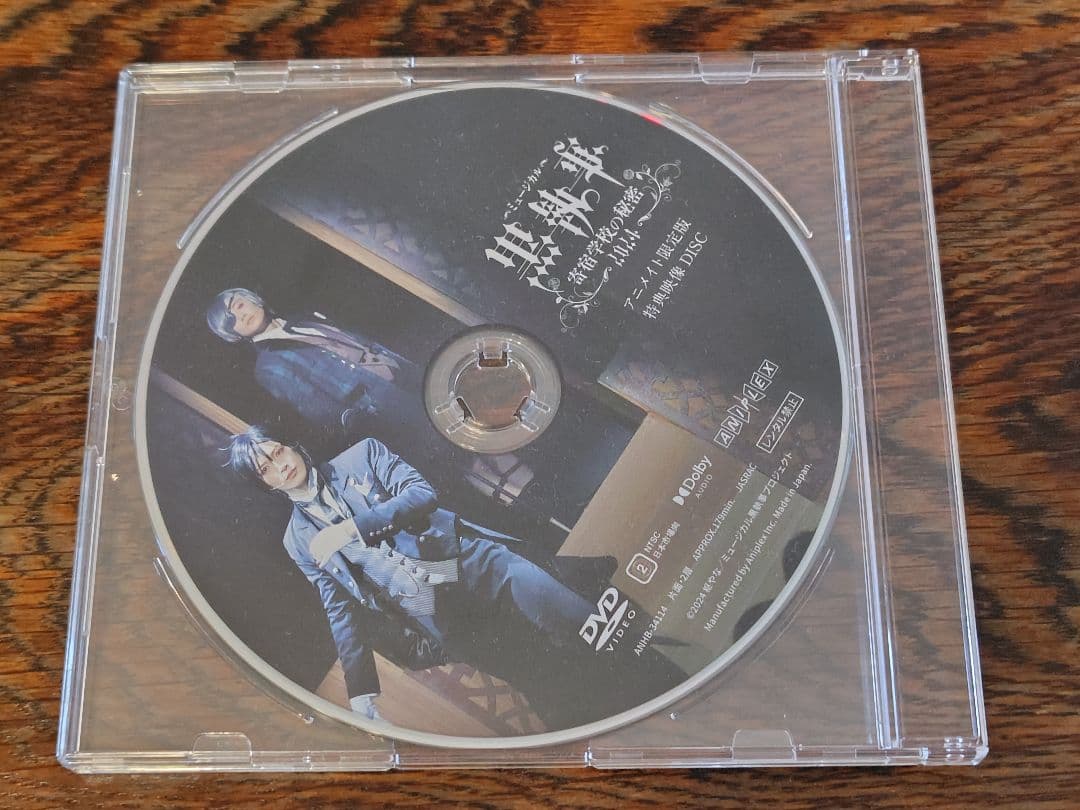 ～ミュージカル～
黒執事
寄宿学校の秘密
2024
アニメイト限定版
特典映像 DISC
ANIPLEX
レンタル禁止
Dolby
AUDIO
2
NTSC
日本市場向
DVD
VIDEO
ANHB-34114 片面・2層 APPROX.179min. JASRAC
©2024 枢やな／ミュージカル黒執事プロジェクト
Manufactured by Aniplex Inc. Made in Japan.